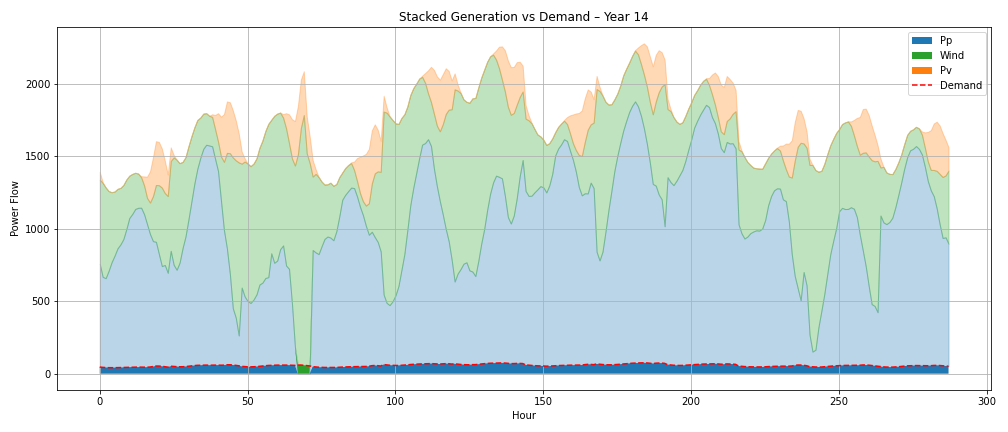 Stacked Generation vs Demand – Year 14
Pp
Wind
Pv
Demand
Power Flow
2000
1500
1000
500
0
0 50 100 150 200 250 300
Hour